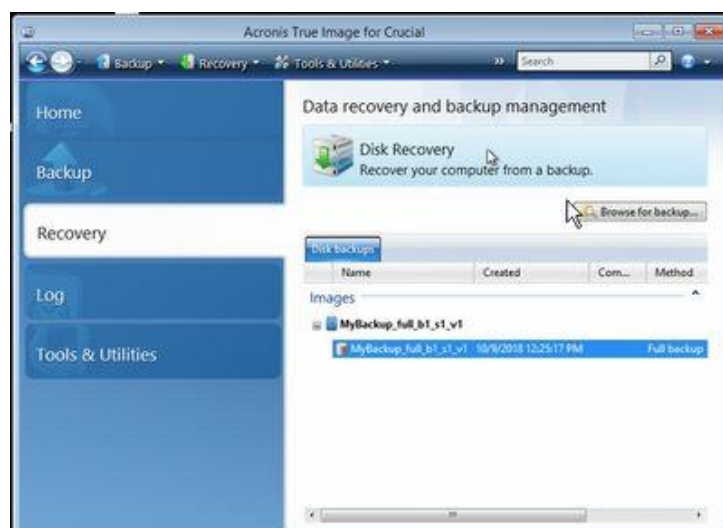 Acronis True Image for Crucial
Backup Recovery Tools & Utilities » Search
Home
Backup
Recovery
Log
Tools & Utilities
Data recovery and backup management
Disk Recovery
Recover your computer from a backup.
Browse for backup...
Disk backups
Name Created Com... Method
Images
MyBackup_full_b1_s1_v1
MyBackup_full_b1_s1_v1 10/9/2018 12:25:17 PM Full backup